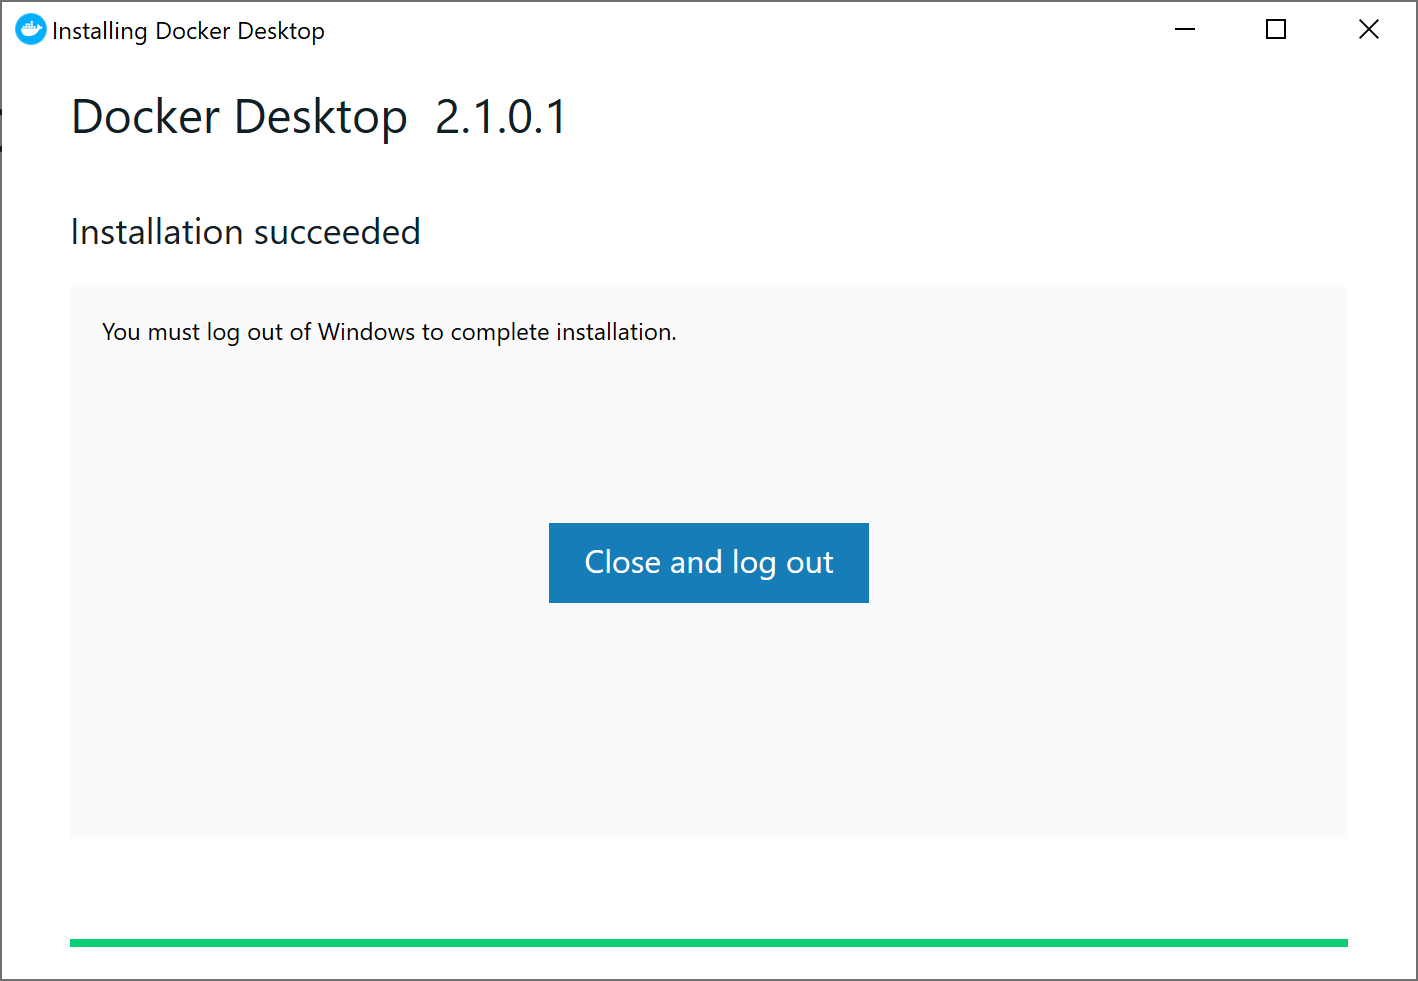 Installing Docker Desktop
Docker Desktop 2.1.0.1
Installation succeeded
You must log out of Windows to complete installation.
Close and log out